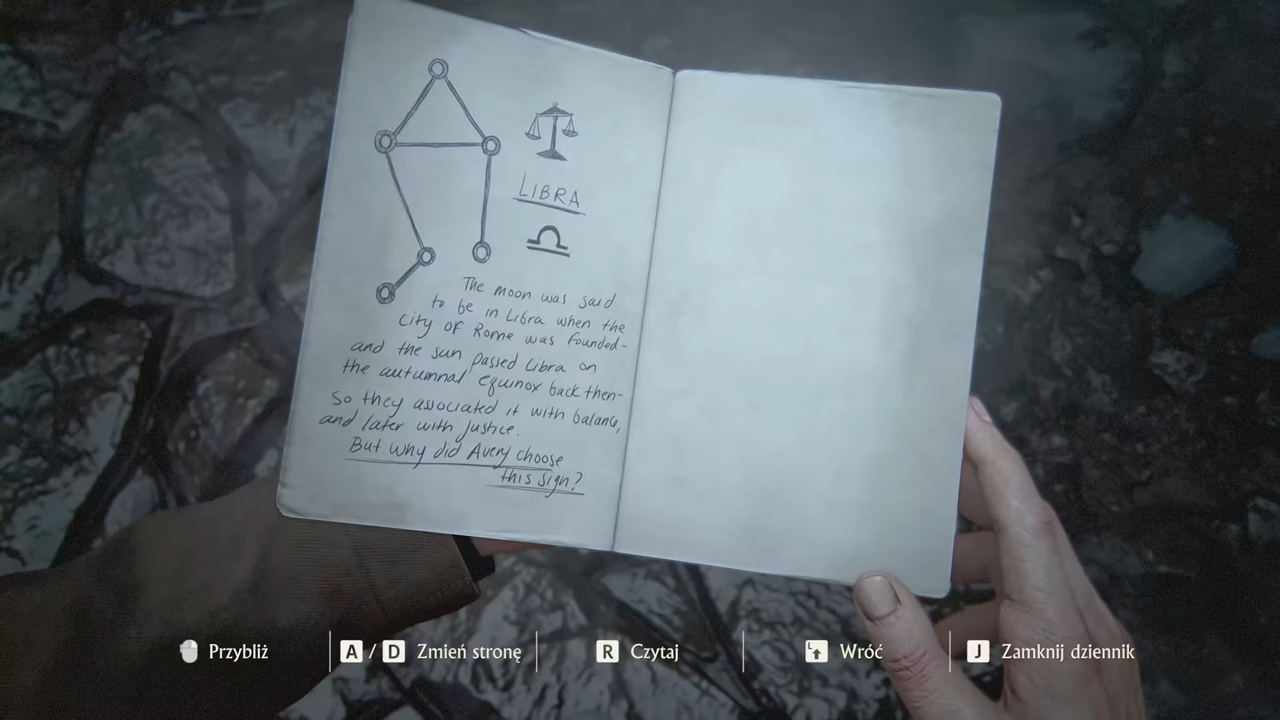 LIBRA
♎
The moon was said
to be in Libra when the
city of Rome was founded-
and the sun passed Libra on
the autumnal equinox back then-
so they associated it with balance,
and later with justice.
But why did Avery choose
this sign?
Przybliż
A / D Zmień stronę
R Czytaj
L Wróć
J Zamknij dziennik